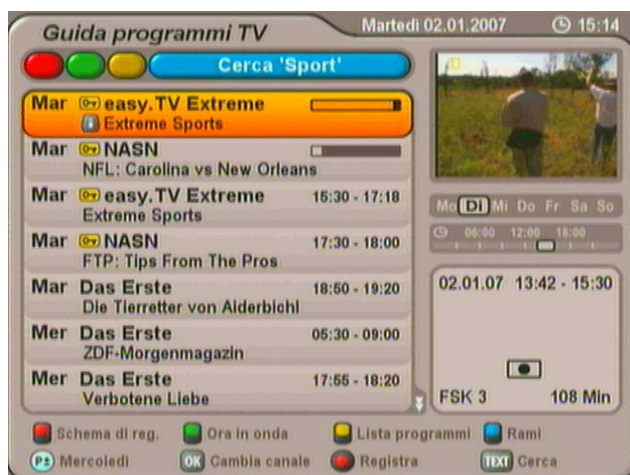 Guida programmi TV
Martedì 02.01.2007 15:14
Cerca 'Sport'
Mar easy.TV Extreme
Extreme Sports
Mar NASN
NFL: Carolina vs New Orleans
Mar easy.TV Extreme 15:30 - 17:18
Extreme Sports
Mar NASN 17:30 - 18:00
FTP: Tips From The Pros
Mar Das Erste 18:50 - 19:20
Die Tierretter von Aiderbichl
Mer Das Erste 05:30 - 09:00
ZDF-Morgenmagazin
Mer Das Erste 17:55 - 18:20
Verbotene Liebe
Mo Di Mi Do Fr Sa So
06:00 12:00 18:00
02.01.07 13:42 - 15:30
FSK 3 108 Min
Schema di reg. Ora in onda Lista programmi Rami
P± Mercoledì OK Cambia canale Registra TEXT Cerca